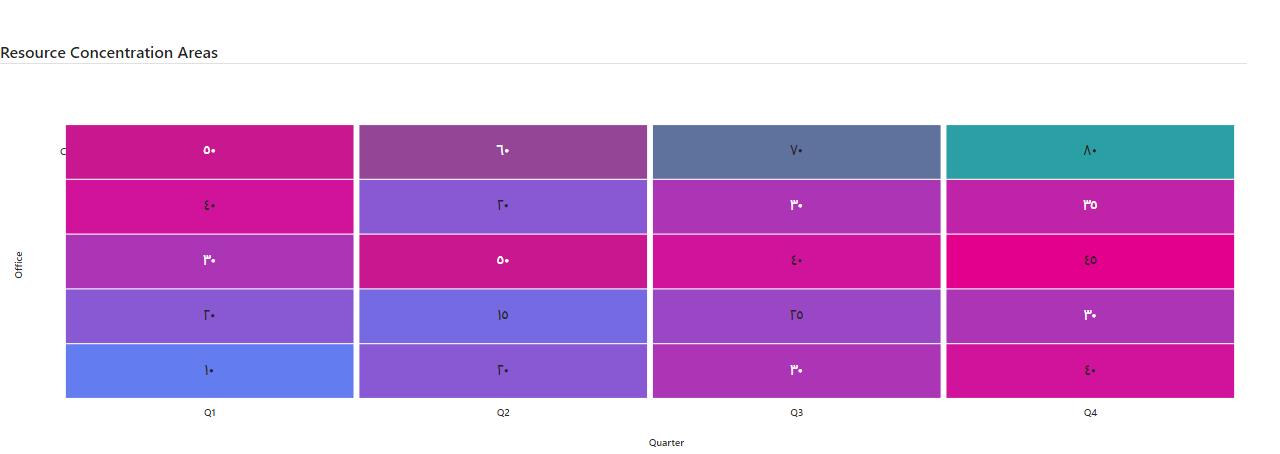 Resource Concentration Areas
٥٠ ٦٠ ٧٠ ٨٠
٤٠ ٢٠ ٣٠ ٣٥
٣٠ ٥٠ ٤٠ ٤٥
٢٠ ١٥ ٢٥ ٣٠
١٠ ٢٠ ٣٠ ٤٠
Office
Q1 Q2 Q3 Q4
Quarter